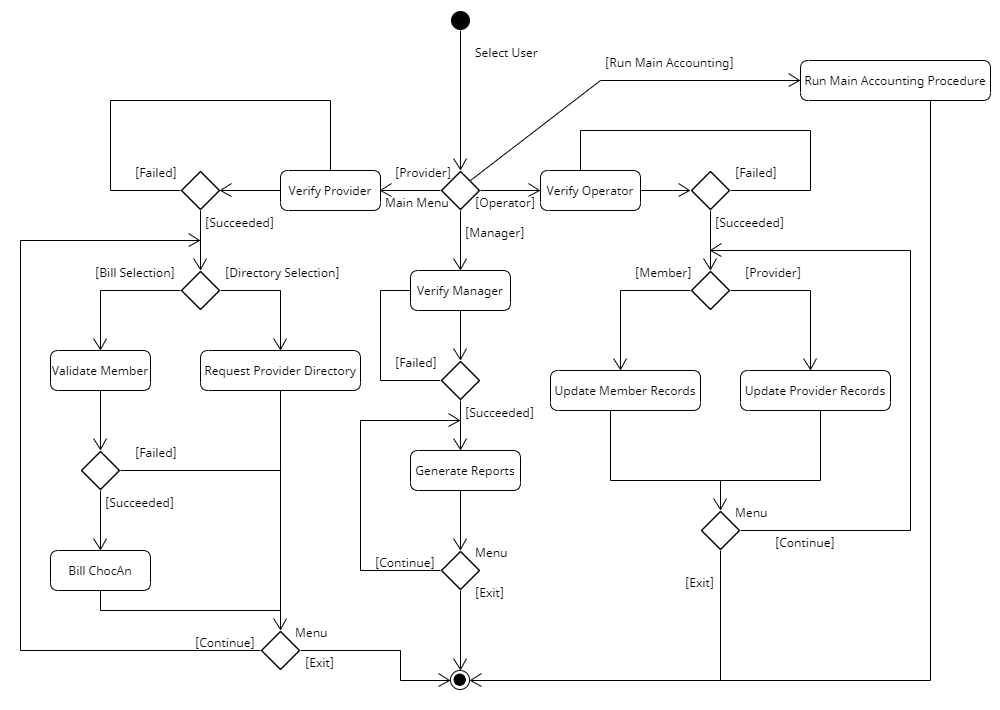 Select User
[Run Main Accounting]
Run Main Accounting Procedure
[Failed]
Verify Provider
[Provider]
Main Menu
[Operator]
Verify Operator
[Failed]
[Succeeded]
[Manager]
[Succeeded]
[Bill Selection]
[Directory Selection]
Verify Manager
[Member]
[Provider]
Validate Member
Request Provider Directory
[Failed]
Update Member Records
Update Provider Records
[Succeeded]
[Failed]
Generate Reports
[Succeeded]
Menu
[Continue]
Menu
[Continue]
Bill ChocAn
[Exit]
[Exit]
Menu
[Continue]
[Exit]